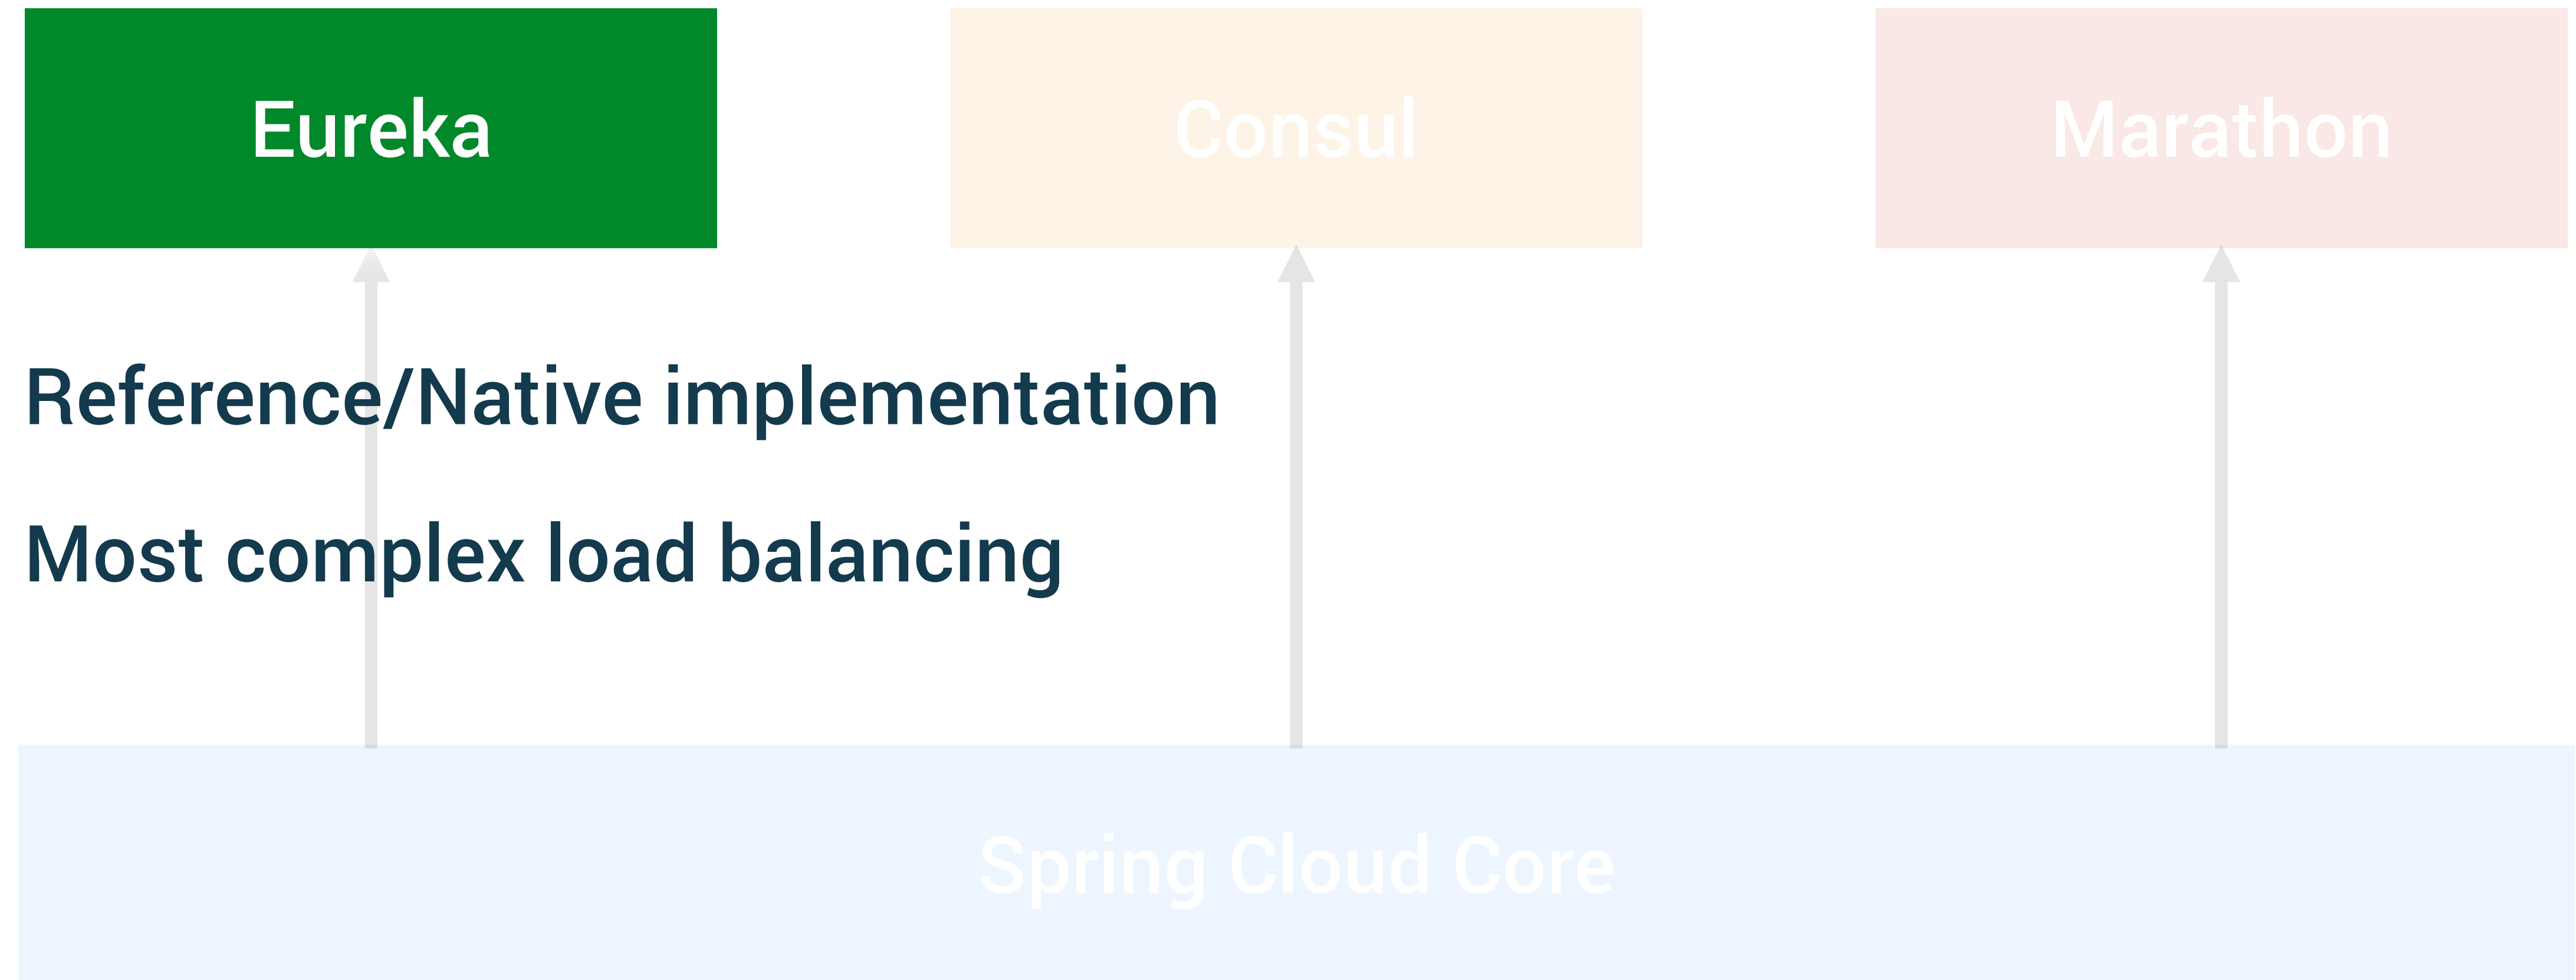 Eureka
Consul
Marathon
Reference/Native implementation
Most complex load balancing
Spring Cloud Core